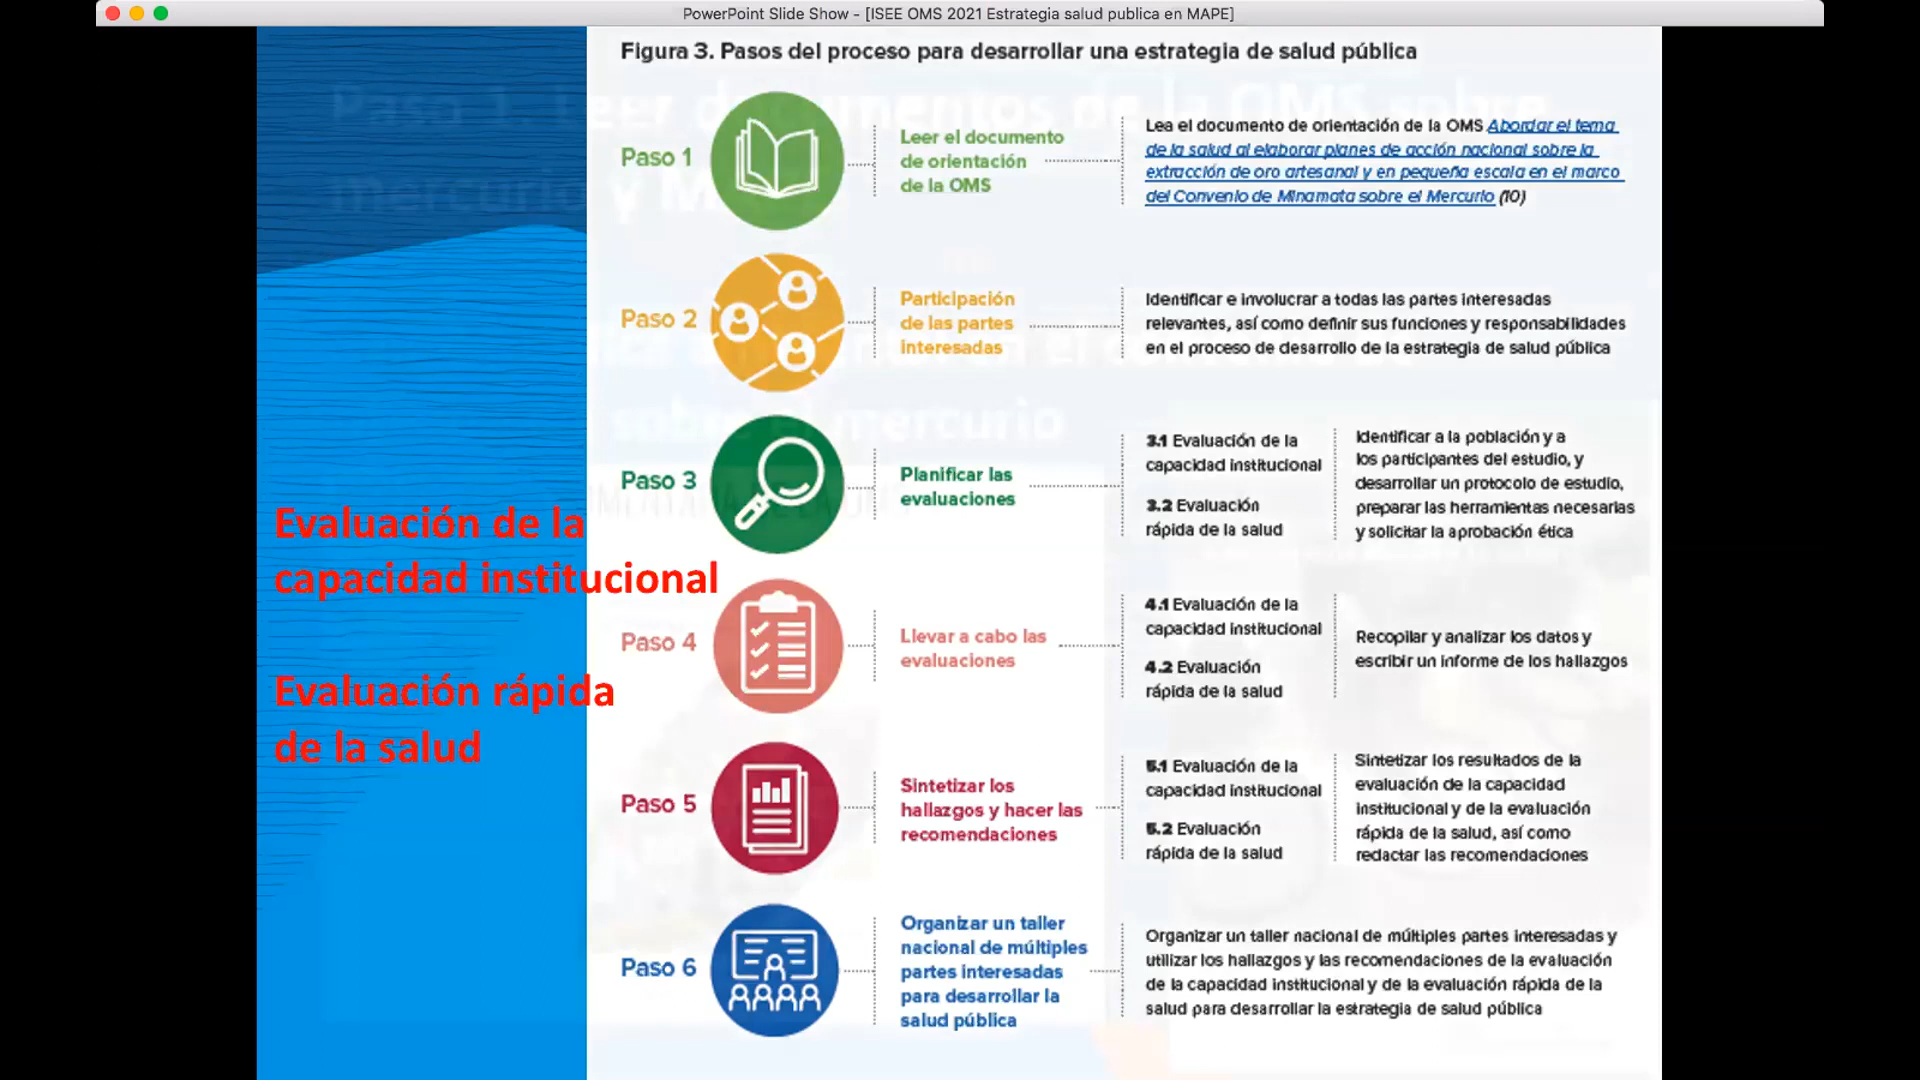 PowerPoint Slide Show - [ISEE OMS 2021 Estrategia salud publica en MAPE]
Figura 3. Pasos del proceso para desarrollar una estrategia de salud pública
Paso 1
Leer el documento
de orientación
de la OMS
Lea el documento de orientación de la OMS Abordar el tema
de la salud al elaborar planes de acción nacional sobre la
extracción de oro artesanal y en pequeña escala en el marco
del Convenio de Minamata sobre el Mercurio (10)
Paso 2
Participación
de las partes
interesadas
Identificar e involucrar a todas las partes interesadas
relevantes, así como definir sus funciones y responsabilidades
en el proceso de desarrollo de la estrategia de salud pública
Paso 3
Planificar las
evaluaciones
3.1 Evaluación de la
capacidad institucional
3.2 Evaluación
rápida de la salud
Identificar a la población y a
los participantes del estudio, y
desarrollar un protocolo de estudio,
preparar las herramientas necesarias
y solicitar la aprobación ética
Evaluación de la
capacidad institucional
Evaluación rápida
de la salud
Paso 4
Llevar a cabo las
evaluaciones
4.1 Evaluación de la
capacidad institucional
4.2 Evaluación
rápida de la salud
Recopilar y analizar los datos y
escribir un informe de los hallazgos
Paso 5
Sintetizar los
hallazgos y hacer las
recomendaciones
5.1 Evaluación de la
capacidad institucional
5.2 Evaluación
rápida de la salud
Sintetizar los resultados de la
evaluación de la capacidad
institucional y de la evaluación
rápida de la salud, así como
redactar las recomendaciones
Paso 6
Organizar un taller
nacional de múltiples
partes interesadas
para desarrollar la
salud pública
Organizar un taller nacional de múltiples partes interesadas y
utilizar los hallazgos y las recomendaciones de la evaluación
de la capacidad institucional y de la evaluación rápida de la
salud para desarrollar la estrategia de salud pública
Paso 1. Leer documentos de la OMS sobre
mercurio y M
sobre el mercurio